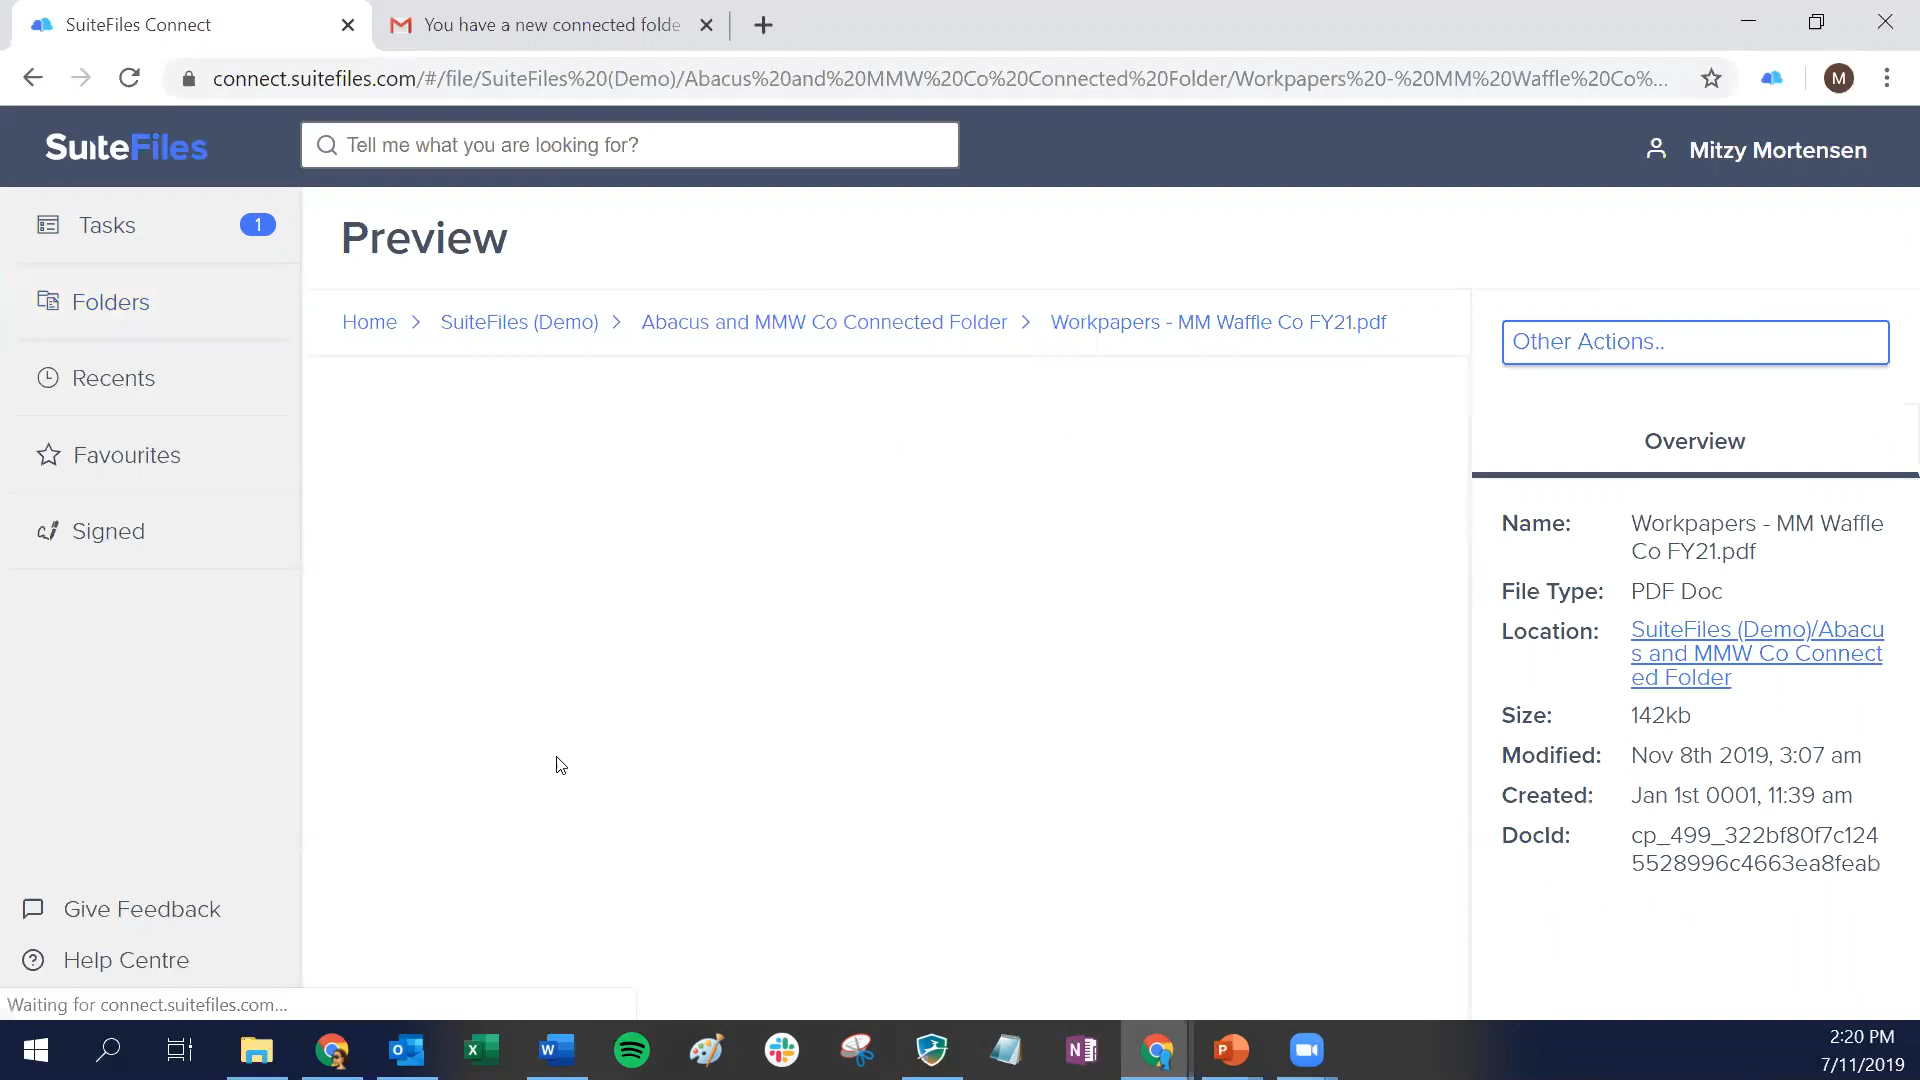 SuiteFiles Connect
You have a new connected folde
connect.suitefiles.com/#/file/SuiteFiles%20(Demo)/Abacus%20and%20MMW%20Co%20Connected%20Folder/Workpapers%20-%20MM%20Waffle%20Co%...
M
SuiteFiles
Tell me what you are looking for?
Mitzy Mortensen
Tasks 1
Folders
Recents
Favourites
Signed
Give Feedback
Help Centre
Preview
Home > SuiteFiles (Demo) > Abacus and MMW Co Connected Folder > Workpapers - MM Waffle Co FY21.pdf
Other Actions..
Overview
Name: Workpapers - MM Waffle
Co FY21.pdf
File Type: PDF Doc
Location: SuiteFiles (Demo)/Abacu
s and MMW Co Connect
ed Folder
Size: 142kb
Modified: Nov 8th 2019, 3:07 am
Created: Jan 1st 0001, 11:39 am
DocId: cp_499_322bf80f7c124
5528996c4663ea8feab
Waiting for connect.suitefiles.com...
2:20 PM
7/11/2019